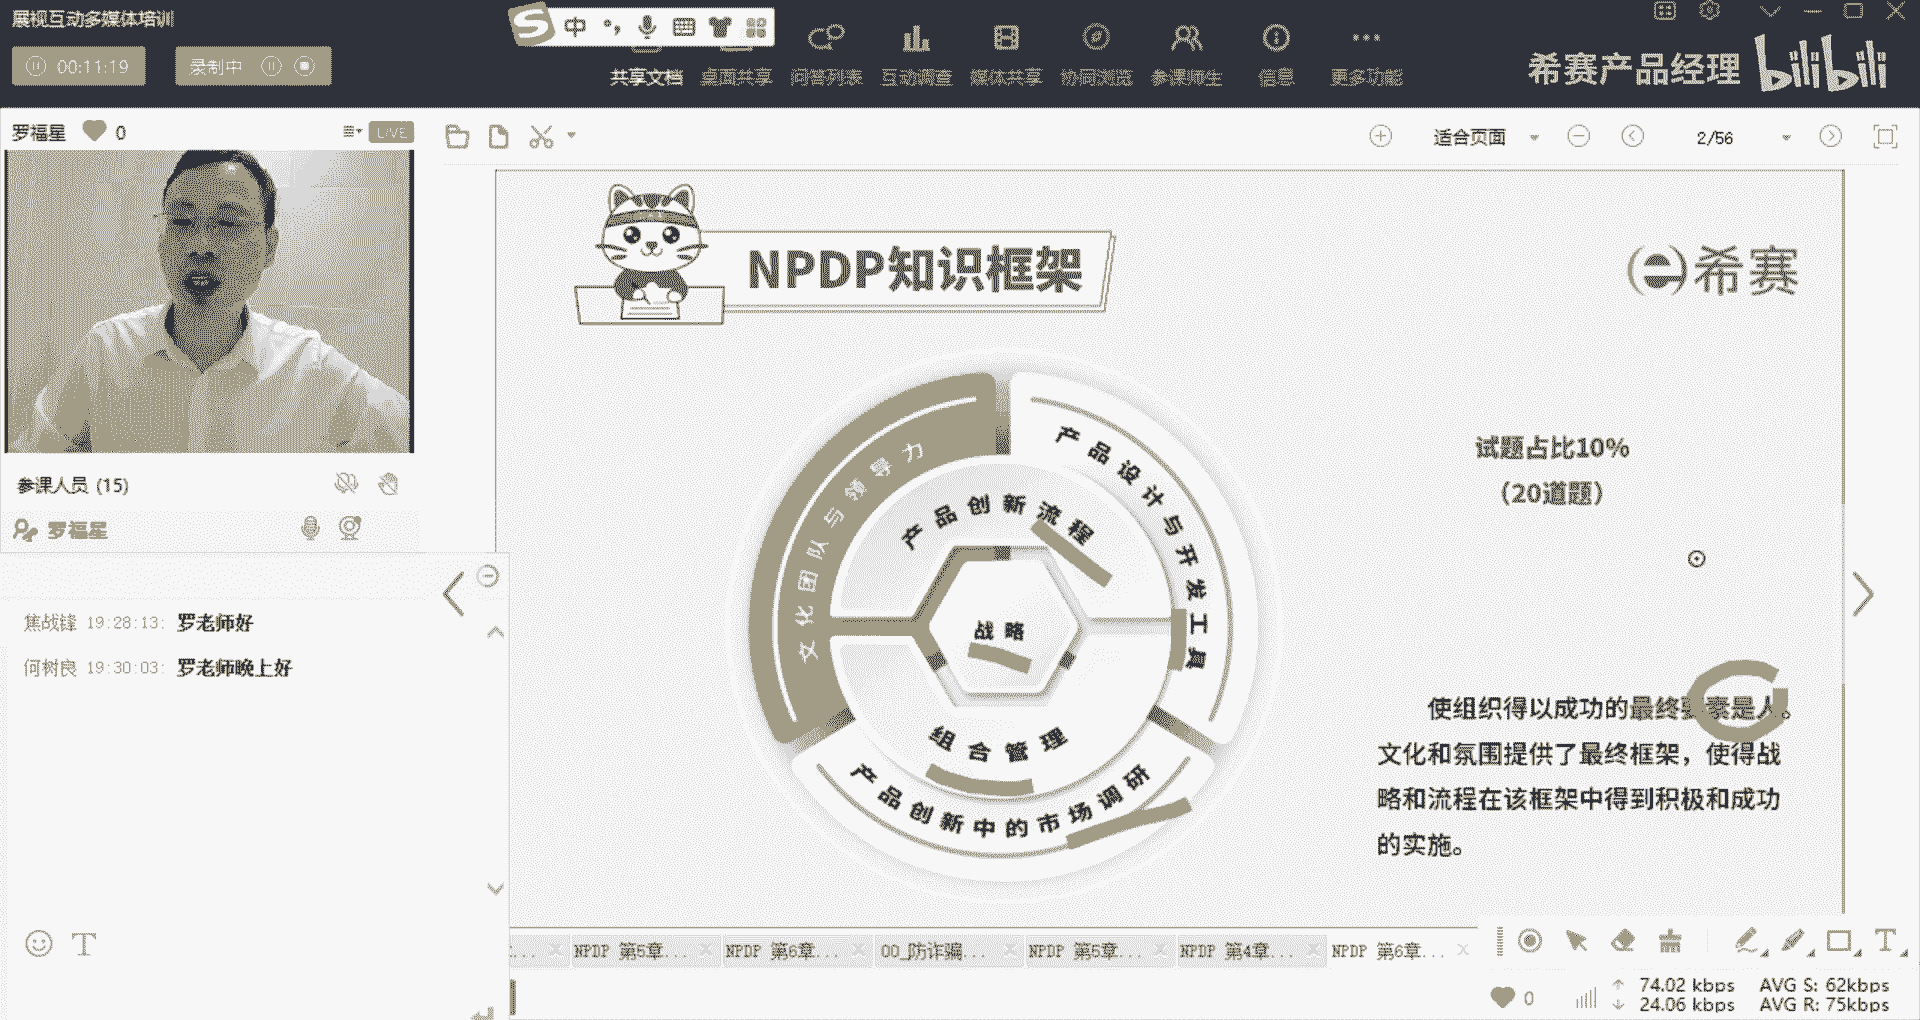 展视互动多媒体培训
中
00:11:19
录制中
共享文档 桌面共享 问答列表 互动调查 媒体共享 协同浏览 参课师生 信息 更多功能
希赛产品经理
bilibili
罗福星 0
LIVE
适合页面
2/56
参课人员 (15)
罗福星
焦战锋 19:28:13: 罗老师好
何树良 19:30:03: 罗老师晚上好
NPDP知识框架
希赛
文化团队与领导力
产品设计与开发工具
产品创新流程
战略
组合管理
产品创新中的市场调研
试题占比10%
（20道题）
使组织得以成功的最终要素是人。
文化和氛围提供了最终框架，使得战
略和流程在该框架中得到积极和成功
的实施。
NPDP 第5章...
NPDP 第6章...
00_防诈骗...
NPDP 第5章...
NPDP 第4章...
NPDP 第6章...
0
74.02 kbps AVG S: 62kbps
24.06 kbps AVG R: 75kbps